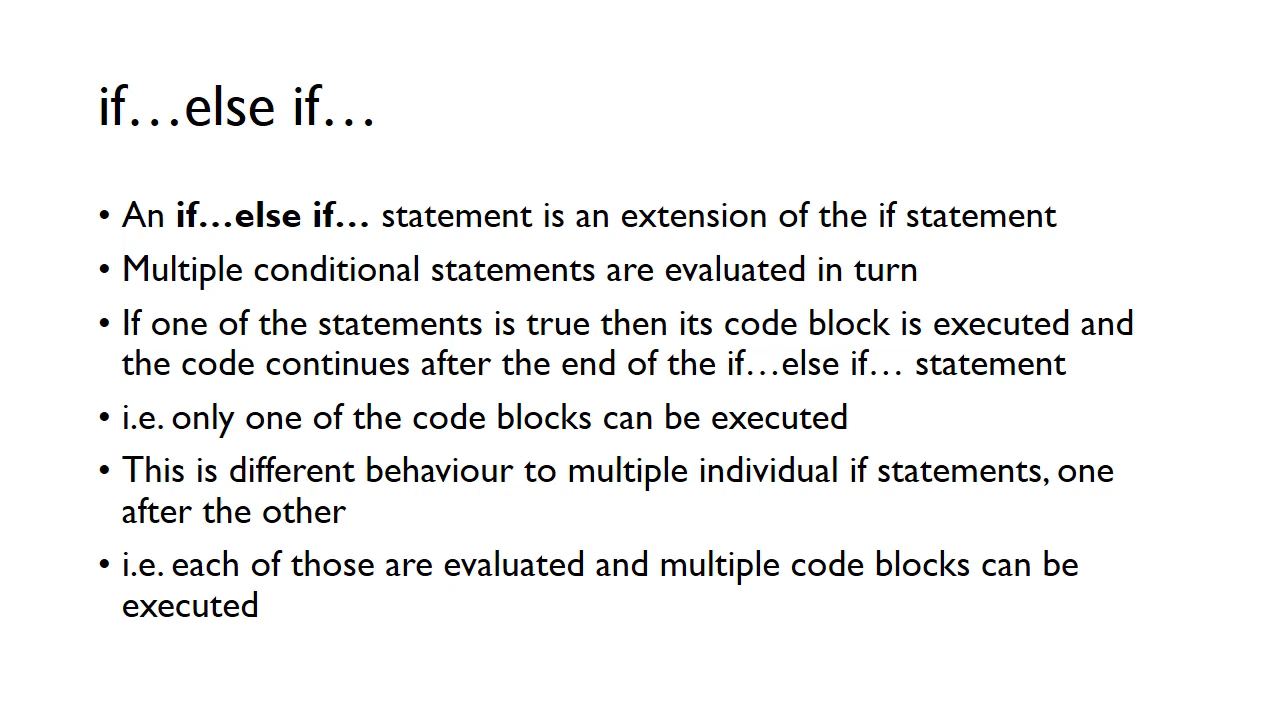 if…else if…
• An if…else if… statement is an extension of the if statement
• Multiple conditional statements are evaluated in turn
• If one of the statements is true then its code block is executed and
the code continues after the end of the if…else if… statement
• i.e. only one of the code blocks can be executed
• This is different behaviour to multiple individual if statements, one
after the other
• i.e. each of those are evaluated and multiple code blocks can be
executed